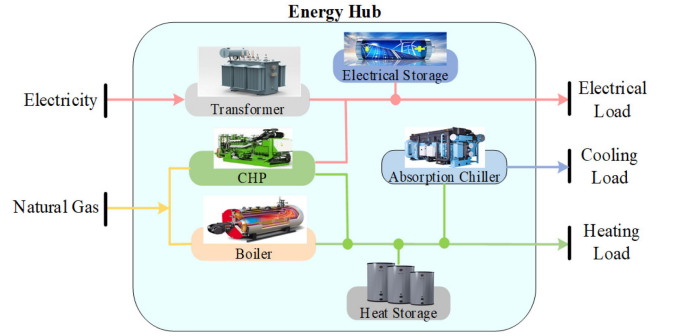 Energy Hub
Electrical Storage
Electricity
Transformer
Electrical
Load
CHP
Absorption Chiller
Cooling
Load
Natural Gas
Boiler
Heating
Load
Heat Storage